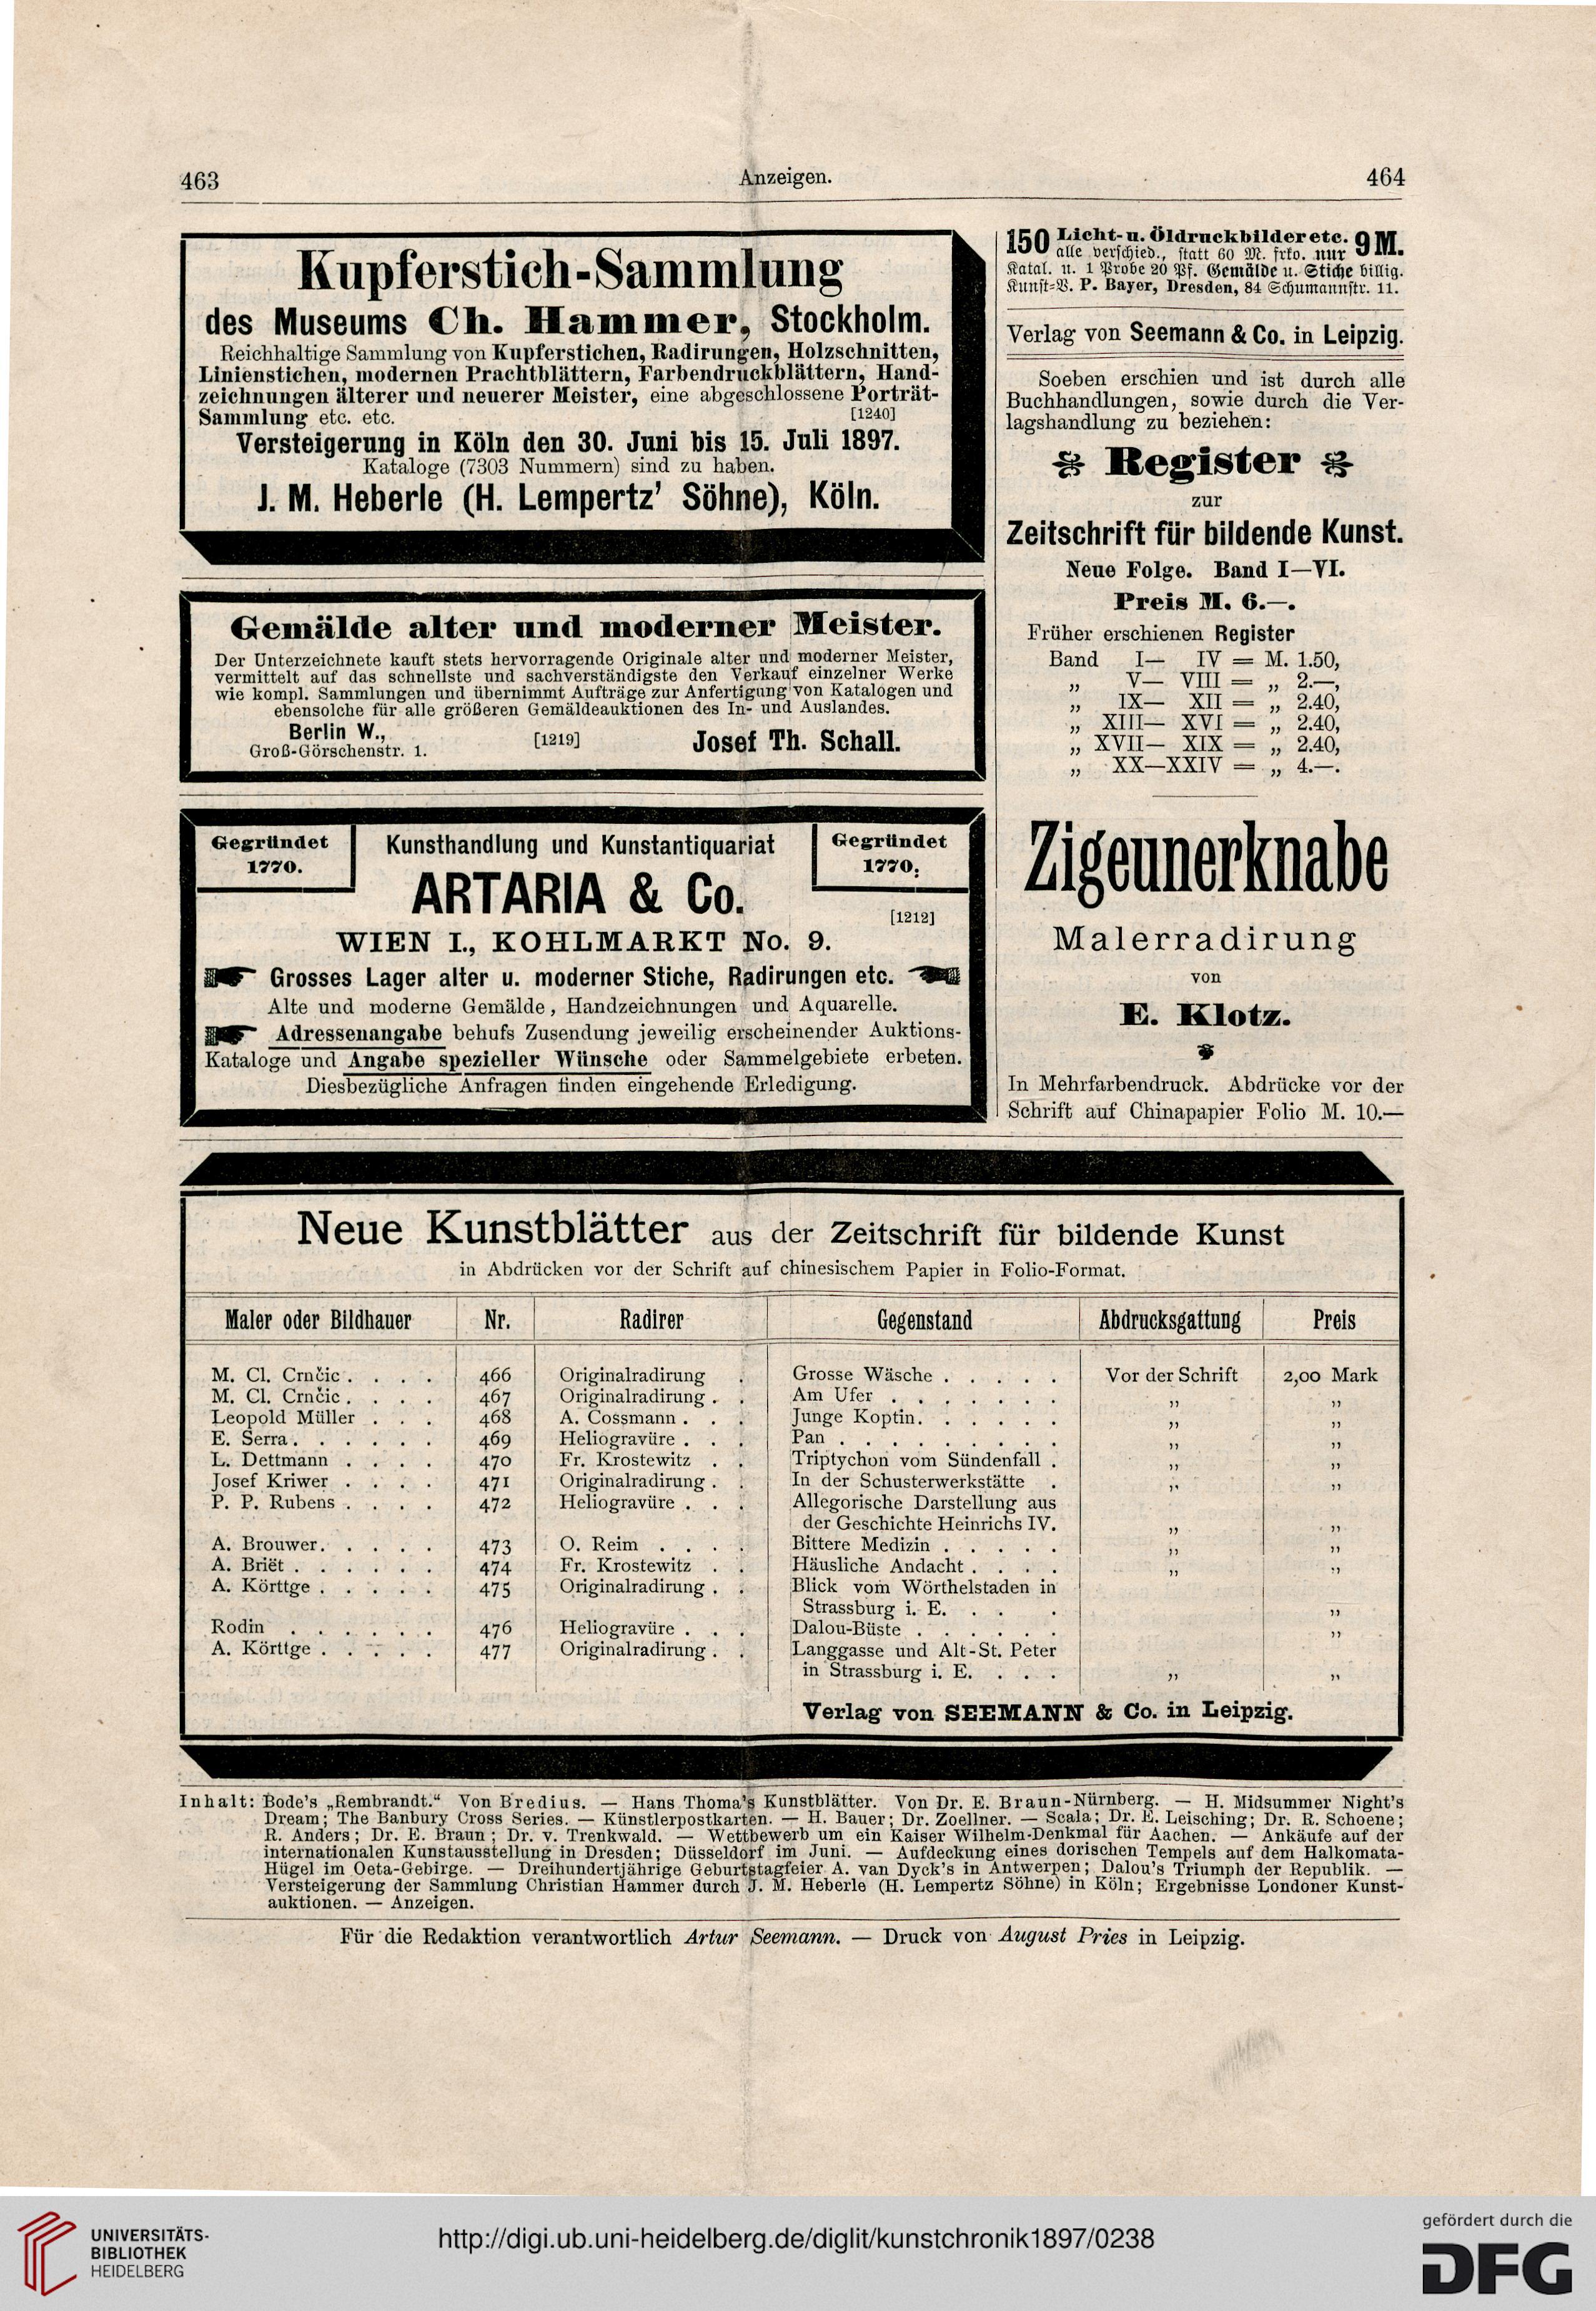 463
Anzeigen.
464
Kupferstich-Sammlung
des Museums Ch. Hammer, Stockholm.
Reichhaltige Sammlung von Kupferstichen, Radirungen, Holzschnitten,
Linienstichen, modernen Prachtblättern, Farbendruckblättern, Hand-
zeichnungen älterer und neuerer Meister, eine abgeschlossene Porträt-
Sammlung etc. etc. [1240]
Versteigerung in Köln den 30. Juni bis 15. Juli 1897.
Kataloge (7303 Nummern) sind zu haben.
J. M. Heberle (H. Lempertz' Söhne), Köln.
Gemälde alter und moderner Meister.
Der Unterzeichnete kauft stets hervorragende Originale alter und moderner Meister,
vermittelt auf das schnellste und sachverständigste den Verkauf einzelner Werke
wie kompl. Sammlungen und übernimmt Aufträge zur Anfertigung von Katalogen und
ebensolche für alle größeren Gemäldeauktionen des In- und Auslandes.
Berlin W.,
Groß-Görschenstr. 1.
[1219]
Josef Th. Schall.
Gegründet
1770.
Kunsthandlung und Kunstantiquariat
Gegründet
1770.
ARTARIA & Co.
[1212]
WIEN I., KOHLMARKT No. 9.
Grosses Lager alter u. moderner Stiche, Radirungen etc.
Alte und moderne Gemälde, Handzeichnungen und Aquarelle.
Adressenangabe behufs Zusendung jeweilig erscheinender Auktions-
Kataloge und Angabe spezieller Wünsche oder Sammelgebiete erbeten.
Diesbezügliche Anfragen finden eingehende Erledigung.
150 Licht- u. Öldruckbilder etc. 9 M.
alle verschied., statt 60 M. frko. nur
Katal. u. 1 Probe 20 Pf. Gemälde u. Stiche billig.
Kunst-V. P. Bayer, Dresden, 84 Schumannstr. 11.
Verlag von Seemann & Co. in Leipzig.
Soeben erschien und ist durch alle
Buchhandlungen, sowie durch die Ver-
lagshandlung zu beziehen:
Register
zur
Zeitschrift für bildende Kunst.
Neue Folge. Band I—VI.
Preis M. 6.—.
Früher erschienen Register
Band I— IV = M. 1.50,
„ V— VIII = „ 2.—,
„ IX— XII = „ 2.40,
„ XIII— XVI = „ 2.40,
„ XVII— XIX = „ 2.40,
„ XX—XXIV = „ 4.—.
Zigeunerknabe
Malerradirung
von
E. Klotz.
In Mehrfarbendruck. Abdrücke vor der
Schrift auf Chinapapier Folio M. 10.—
Neue Kunstblätter aus der Zeitschrift für bildende Kunst
in Abdrücken vor der Schrift auf chinesischem Papier in Folio-Format.
Maler oder Bildhauer Nr. Radirer Gegenstand Abdrucksgattung Preis
M. Cl. Crnčic . . . . 466 Originalradirung . Grosse Wäsche . . . . . Vor der Schrift 2,00 Mark
M. Cl. Crnčic . . . . 467 Originalradirung . . Am Ufer . . . . . . . „ „
Leopold Müller . . . 468 A. Cossmann . . . Junge Koptin. . . . . . „ „
E. Serra . . . . . . 469 Heliogravüre . . . Pan . . . . . . . . . „ „
L. Dettmann . . . . 470 Fr. Krostewitz . . Triptychon vom Sündenfall . „ „
Josef Kriwer . . . . 471 Originalradirung . . In der Schusterwerkstätte . „ „
P. P. Rubens . . . . 472 Heliogravüre . . . Allegorische Darstellung aus
der Geschichte Heinrichs IV. „ „
A. Brouwer. . . . . 473 O. Reim . . . . Bittere Medizin . . . . . „ „
A. Briët . . . . . . 474 Fr. Krostewitz . . Häusliche Andacht . . . . „ „
A. Körttge . . . . . 475 Originalradirung . . Blick vom Wörthelstaden in
Strassburg i. E. . . . „
Rodin . . . . . . 476 Heliogravüre . . . Dalou-Büste . . . . . . „
A. Körttge . . . . . 477 Originalradirung . . Langgasse und Alt-St. Peter
in Strassburg i. E. . . . „ „
Verlag von SEEMANN & Co. in Leipzig.
Inhalt: Bode's „Rembrandt.“ Von Bredius. — Hans Thoma's Kunstblätter. Von Dr. E. Braun-Nürnberg. — H. Midsummer Night's
Dream; The Banbury Cross Series. — Künstlerpostkarten. — H. Bauer; Dr. Zoellner. — Scala; Dr. E. Leisching; Dr. R. Schoene;
R. Anders; Dr. E. Braun; Dr. v. Trenkwald. — Wettbewerb um ein Kaiser Wilhelm-Denkmal für Aachen. — Ankäufe auf der
internationalen Kunstausstellung in Dresden; Düsseldorf im Juni. — Aufdeckung eines dorischen Tempels auf dem Halkomata-
Hügel im Oeta-Gebirge. — Dreihundertjährige Geburtstagfeier A. van Dyck's in Antwerpen; Dalou's Triumph der Republik. —
Versteigerung der Sammlung Christian Hammer durch J. M. Heberle (H. Lempertz Söhne) in Köln; Ergebnisse Londoner Kunst-
auktionen. — Anzeigen.
Für die Redaktion verantwortlich Artur Seemann. — Druck von August Pries in Leipzig.
UNIVERSITÄTS-
BIBLIOTHEK
HEIDELBERG
http://digi.ub.uni-heidelberg.de/diglit/kunstchronik1897/0238
gefördert durch die
DFG